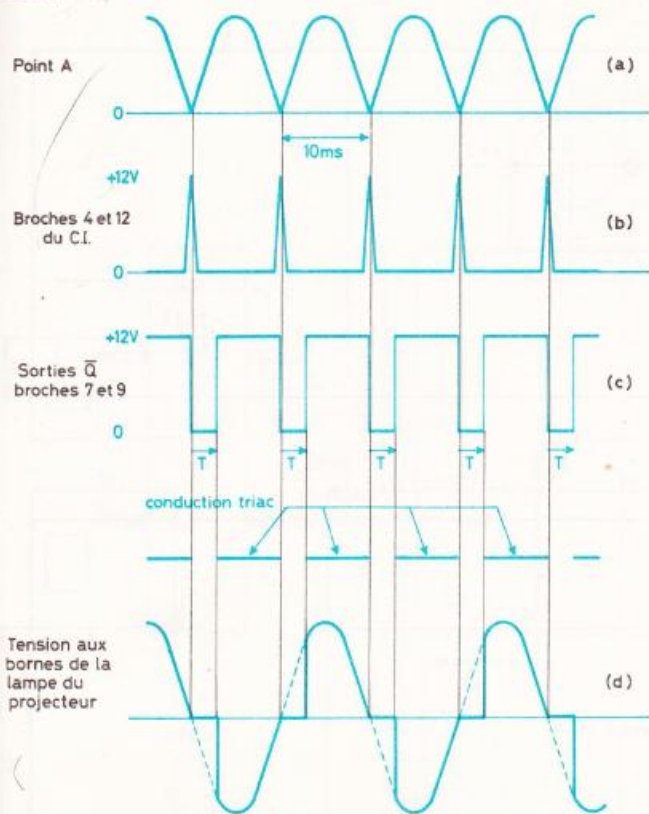 Point A
(a)
0
10ms
+12V
Broches 4 et 12
du C.I.
(b)
0
+12V
Sorties Q̅
broches 7 et 9
(c)
0
T T T T T
conduction triac
Tension aux
bornes de la
lampe du
projecteur
(d)